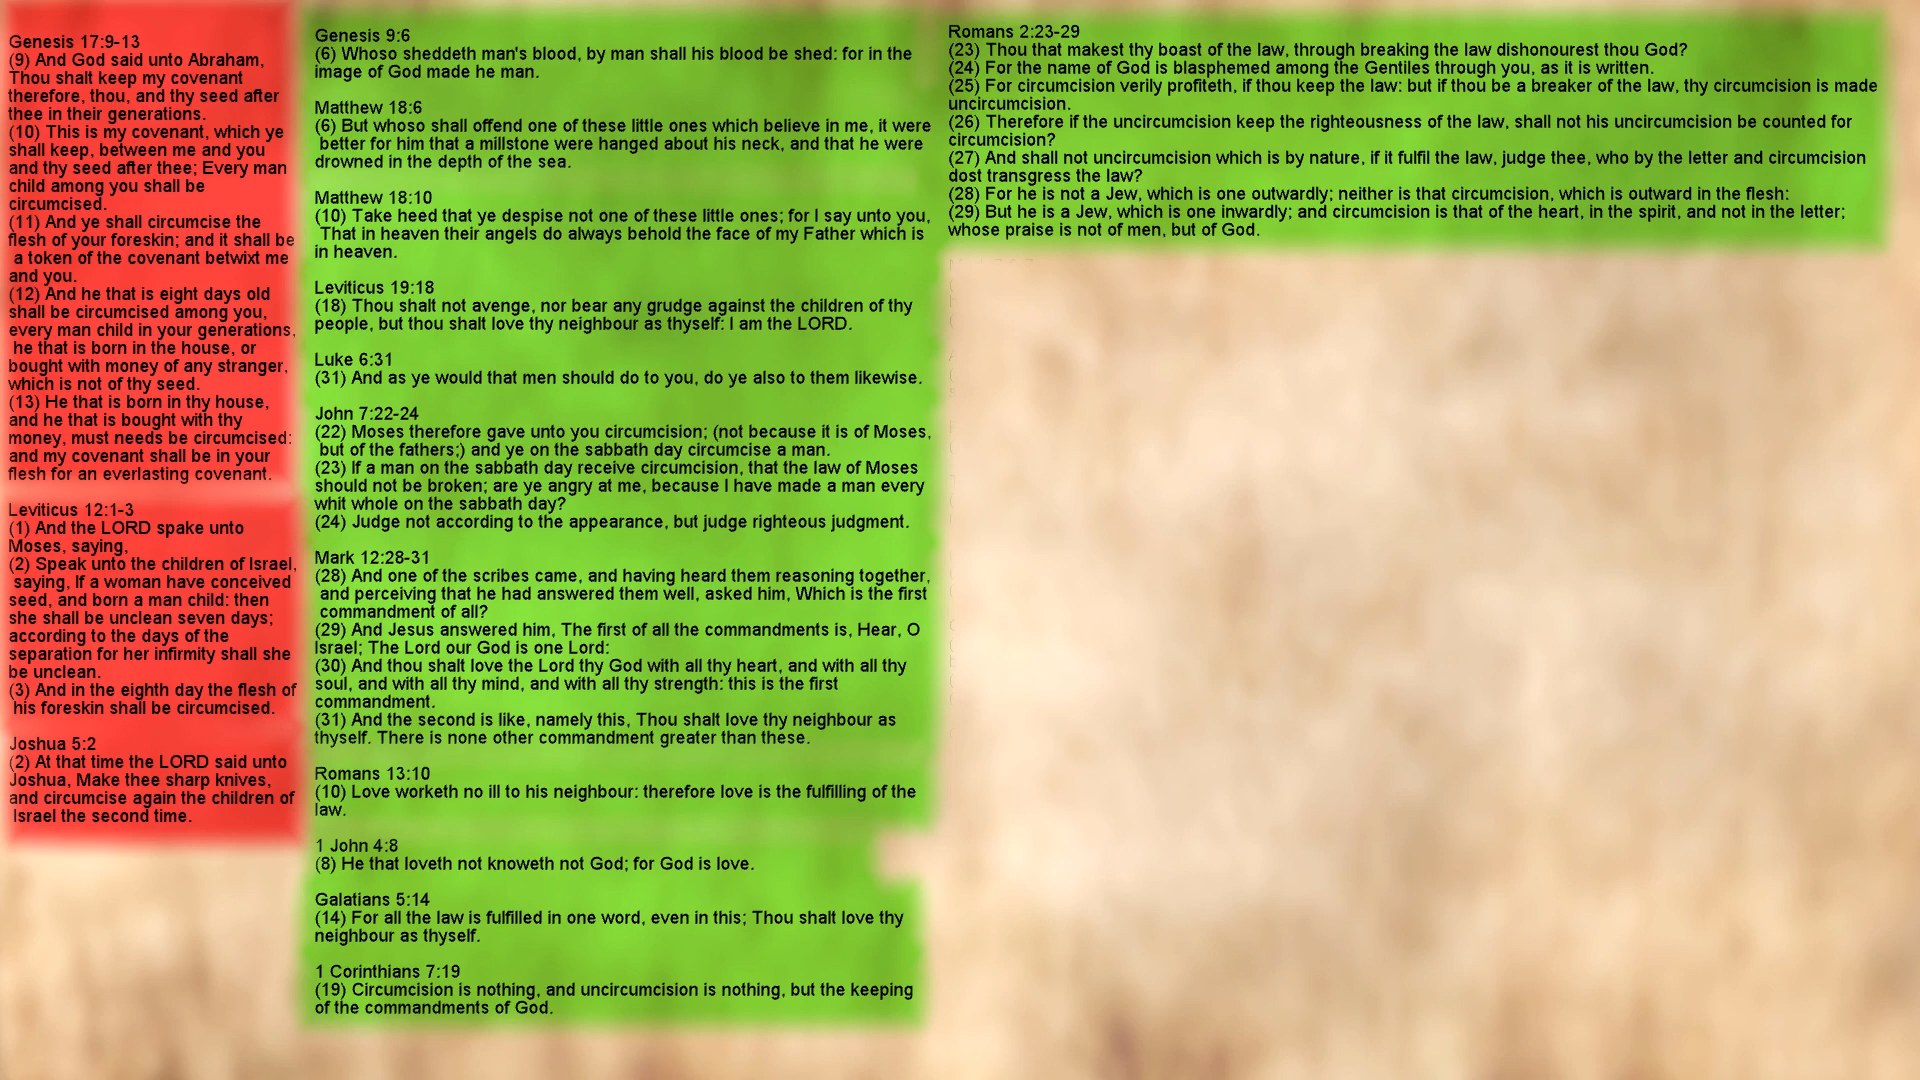 Genesis 17:9-13
(9) And God said unto Abraham,
Thou shalt keep my covenant
therefore, thou, and thy seed after
thee in their generations.
(10) This is my covenant, which ye
shall keep, between me and you
and thy seed after thee; Every man
child among you shall be
circumcised.
(11) And ye shall circumcise the
flesh of your foreskin; and it shall be
a token of the covenant betwixt me
and you.
(12) And he that is eight days old
shall be circumcised among you,
every man child in your generations,
he that is born in the house, or
bought with money of any stranger,
which is not of thy seed.
(13) He that is born in thy house,
and he that is bought with thy
money, must needs be circumcised:
and my covenant shall be in your
flesh for an everlasting covenant.
Leviticus 12:1-3
(1) And the LORD spake unto
Moses, saying,
(2) Speak unto the children of Israel,
saying, If a woman have conceived
seed, and born a man child: then
she shall be unclean seven days;
according to the days of the
separation for her infirmity shall she
be unclean.
(3) And in the eighth day the flesh of
his foreskin shall be circumcised.
Joshua 5:2
(2) At that time the LORD said unto
Joshua, Make thee sharp knives,
and circumcise again the children of
Israel the second time.
Genesis 9:6
(6) Whoso sheddeth man's blood, by man shall his blood be shed: for in the
image of God made he man.
Matthew 18:6
(6) But whoso shall offend one of these little ones which believe in me, it were
better for him that a millstone were hanged about his neck, and that he were
drowned in the depth of the sea.
Matthew 18:10
(10) Take heed that ye despise not one of these little ones; for I say unto you,
That in heaven their angels do always behold the face of my Father which is
in heaven.
Leviticus 19:18
(18) Thou shalt not avenge, nor bear any grudge against the children of thy
people, but thou shalt love thy neighbour as thyself: I am the LORD.
Luke 6:31
(31) And as ye would that men should do to you, do ye also to them likewise.
John 7:22-24
(22) Moses therefore gave unto you circumcision; (not because it is of Moses,
but of the fathers;) and ye on the sabbath day circumcise a man.
(23) If a man on the sabbath day receive circumcision, that the law of Moses
should not be broken; are ye angry at me, because I have made a man every
whit whole on the sabbath day?
(24) Judge not according to the appearance, but judge righteous judgment.
Mark 12:28-31
(28) And one of the scribes came, and having heard them reasoning together,
and perceiving that he had answered them well, asked him, Which is the first
commandment of all?
(29) And Jesus answered him, The first of all the commandments is, Hear, O
Israel; The Lord our God is one Lord:
(30) And thou shalt love the Lord thy God with all thy heart, and with all thy
soul, and with all thy mind, and with all thy strength: this is the first
commandment.
(31) And the second is like, namely this, Thou shalt love thy neighbour as
thyself. There is none other commandment greater than these.
Romans 13:10
(10) Love worketh no ill to his neighbour: therefore love is the fulfilling of the
law.
1 John 4:8
(8) He that loveth not knoweth not God; for God is love.
Galatians 5:14
(14) For all the law is fulfilled in one word, even in this; Thou shalt love thy
neighbour as thyself.
1 Corinthians 7:19
(19) Circumcision is nothing, and uncircumcision is nothing, but the keeping
of the commandments of God.
Romans 2:23-29
(23) Thou that makest thy boast of the law, through breaking the law dishonourest thou God?
(24) For the name of God is blasphemed among the Gentiles through you, as it is written.
(25) For circumcision verily profiteth, if thou keep the law: but if thou be a breaker of the law, thy circumcision is made
uncircumcision.
(26) Therefore if the uncircumcision keep the righteousness of the law, shall not his uncircumcision be counted for
circumcision?
(27) And shall not uncircumcision which is by nature, if it fulfil the law, judge thee, who by the letter and circumcision
dost transgress the law?
(28) For he is not a Jew, which is one outwardly; neither is that circumcision, which is outward in the flesh:
(29) But he is a Jew, which is one inwardly; and circumcision is that of the heart, in the spirit, and not in the letter;
whose praise is not of men, but of God.